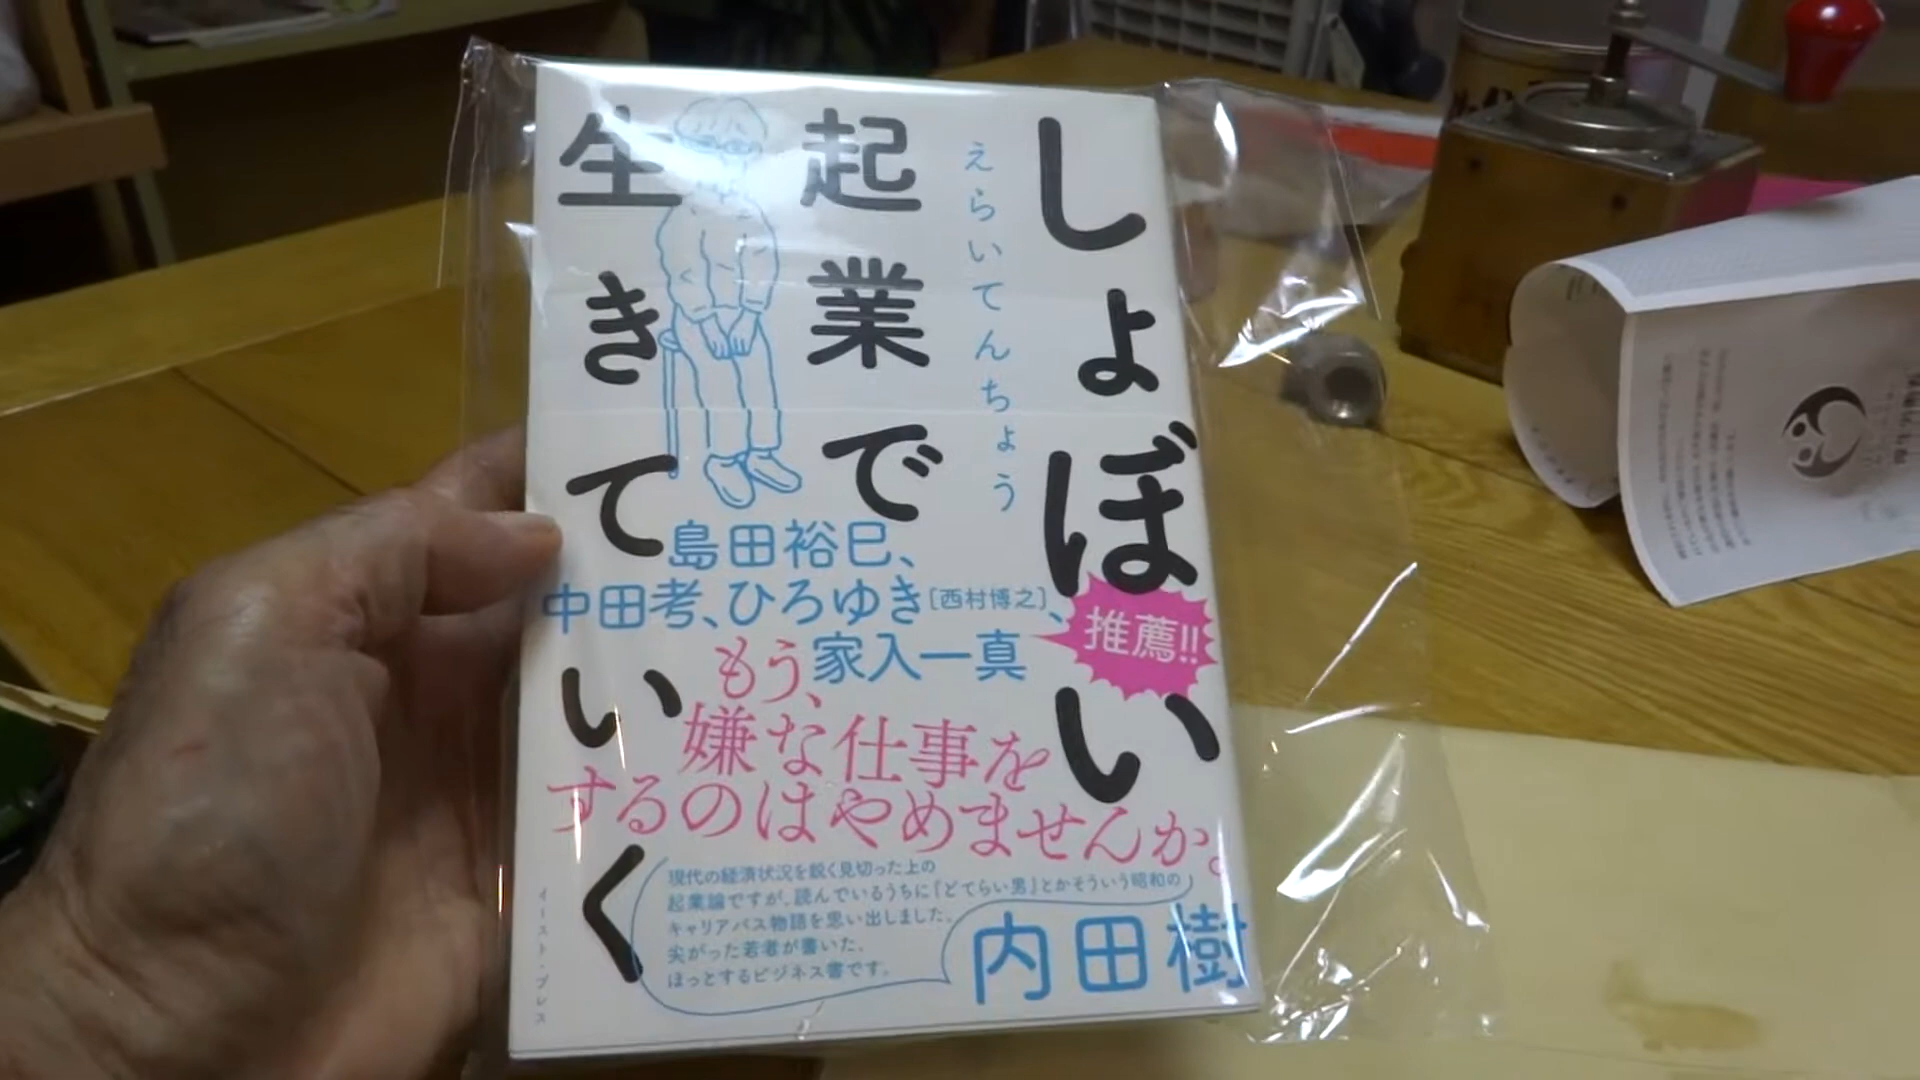 しょぼい
起業で
生きていく
えらいてんちょう
島田裕巳、
中田考、ひろゆき[西村博之]、
家入一真
推薦!!
もう、
嫌な仕事を
するのはやめませんか。
現代の経済状況を鋭く見切った上の
起業論ですが、読んでいるうちに『どてらい男』とかそういう昭和の
キャリアパス物語を思い出しました。
尖がった若者が書いた、
ほっとするビジネス書です。
内田樹
イースト・プレス